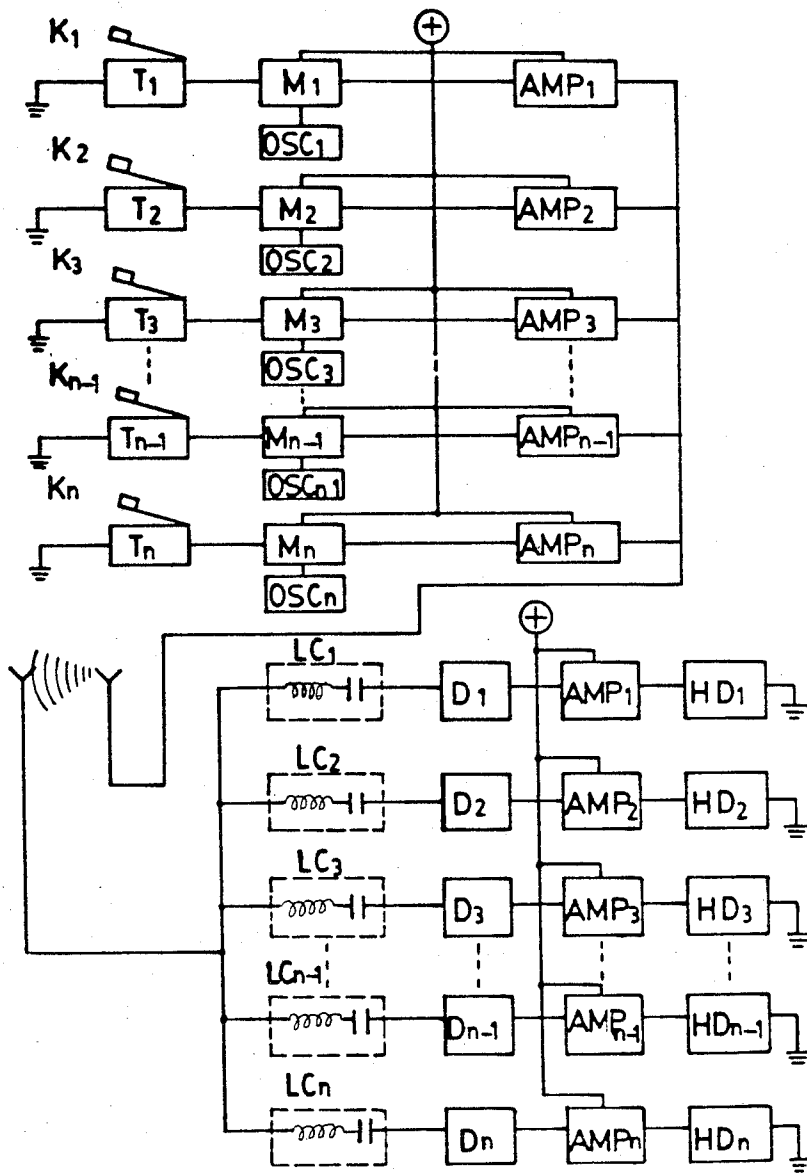 K1
T1 M1 AMP1
OSC1
K2
T2 M2 AMP2
OSC2
K3
T3 M3 AMP3
OSC3
Kn-1
Tn-1 Mn-1 AMPn-1
OSCn1
Kn
Tn Mn AMPn
OSCn
LC1
D1 AMP1 HD1
LC2
D2 AMP2 HD2
LC3
D3 AMP3 HD3
LCn-1
Dn-1 AMPn-1 HDn-1
LCn
Dn AMPn HDn